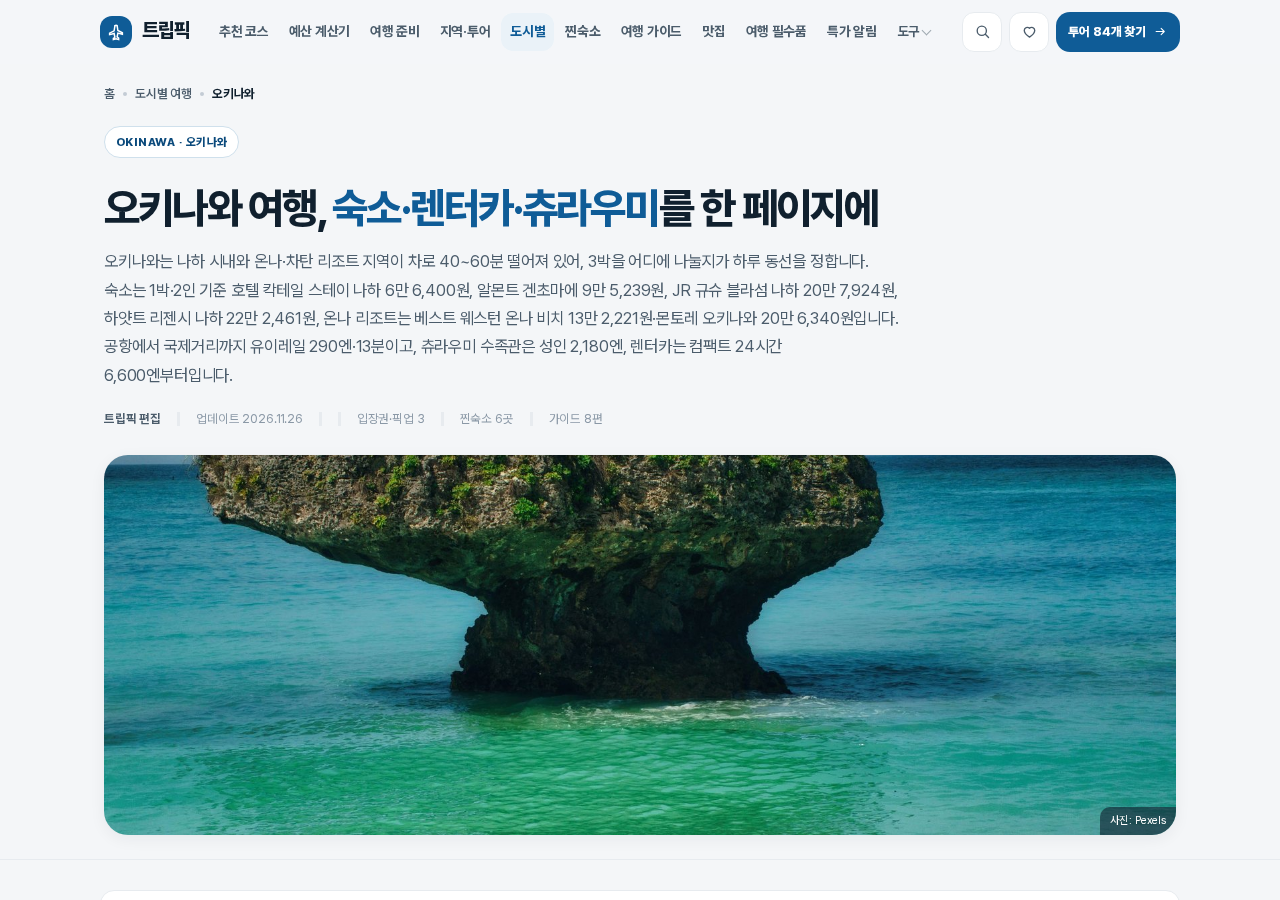 트립픽
추천 코스
예산 계산기
여행 준비
지역·투어
도시별
찐숙소
여행 가이드
맛집
여행 필수품
특가 알림
도구
투어 84개 찾기 →
홈 • 도시별 여행 • 오키나와
OKINAWA · 오키나와
오키나와 여행, 숙소·렌터카·츄라우미를 한 페이지에
오키나와는 나하 시내와 온나·차탄 리조트 지역이 차로 40~60분 떨어져 있어, 3박을 어디에 나눌지가 하루 동선을 정합니다.
숙소는 1박·2인 기준 호텔 칵테일 스테이 나하 6만 6,400원, 알몬트 겐초마에 9만 5,239원, JR 규슈 블라섬 나하 20만 7,924원,
하얏트 리젠시 나하 22만 2,461원, 온나 리조트는 베스트 웨스턴 온나 비치 13만 2,221원·몬토레 오키나와 20만 6,340원입니다.
공항에서 국제거리까지 유이레일 290엔·13분이고, 츄라우미 수족관은 성인 2,180엔, 렌터카는 컴팩트 24시간
6,600엔부터입니다.
트립픽 편집 | 업데이트 2026.11.26 | | 입장권·픽업 3 | 찐숙소 6곳 | 가이드 8편
사진: Pexels